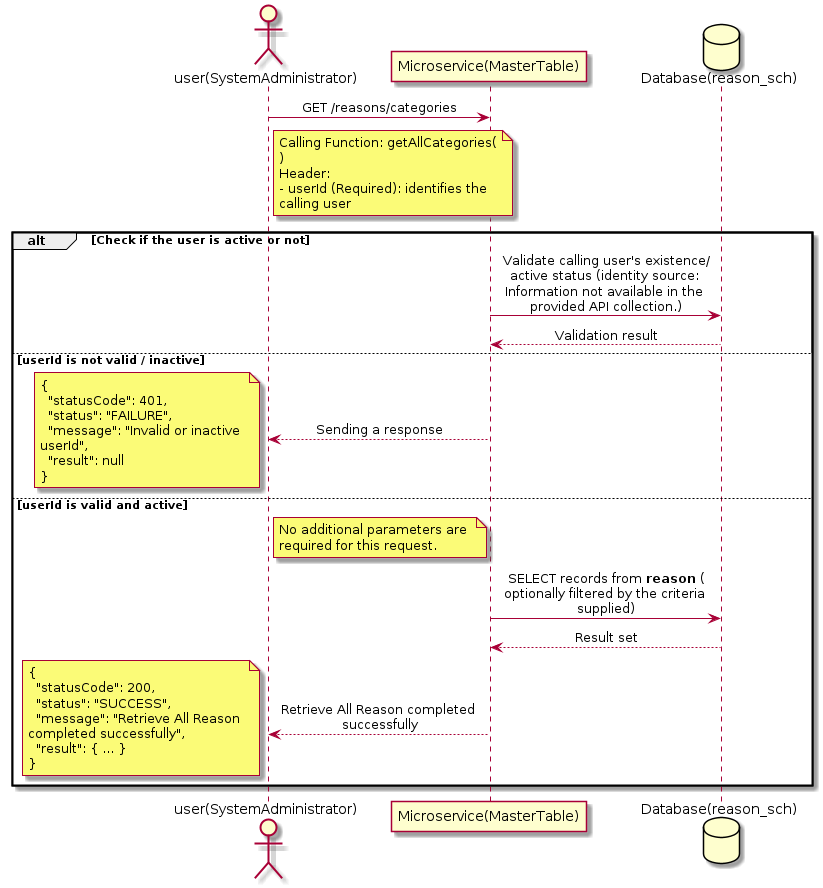 user(SystemAdministrator)
Microservice(MasterTable)
Database(reason_sch)
GET /reasons/categories
Calling Function: getAllCategories(
)
Header:
- userId (Required): identifies the
calling user
alt
[Check if the user is active or not]
Validate calling user's existence/
active status (identity source:
Information not available in the
provided API collection.)
Validation result
[userId is not valid / inactive]
{
"statusCode": 401,
"status": "FAILURE",
"message": "Invalid or inactive
userId",
"result": null
}
Sending a response
[userId is valid and active]
No additional parameters are
required for this request.
SELECT records from reason (
optionally filtered by the criteria
supplied)
Result set
{
"statusCode": 200,
"status": "SUCCESS",
"message": "Retrieve All Reason
completed successfully",
"result": { ... }
}
Retrieve All Reason completed
successfully
user(SystemAdministrator)
Microservice(MasterTable)
Database(reason_sch)